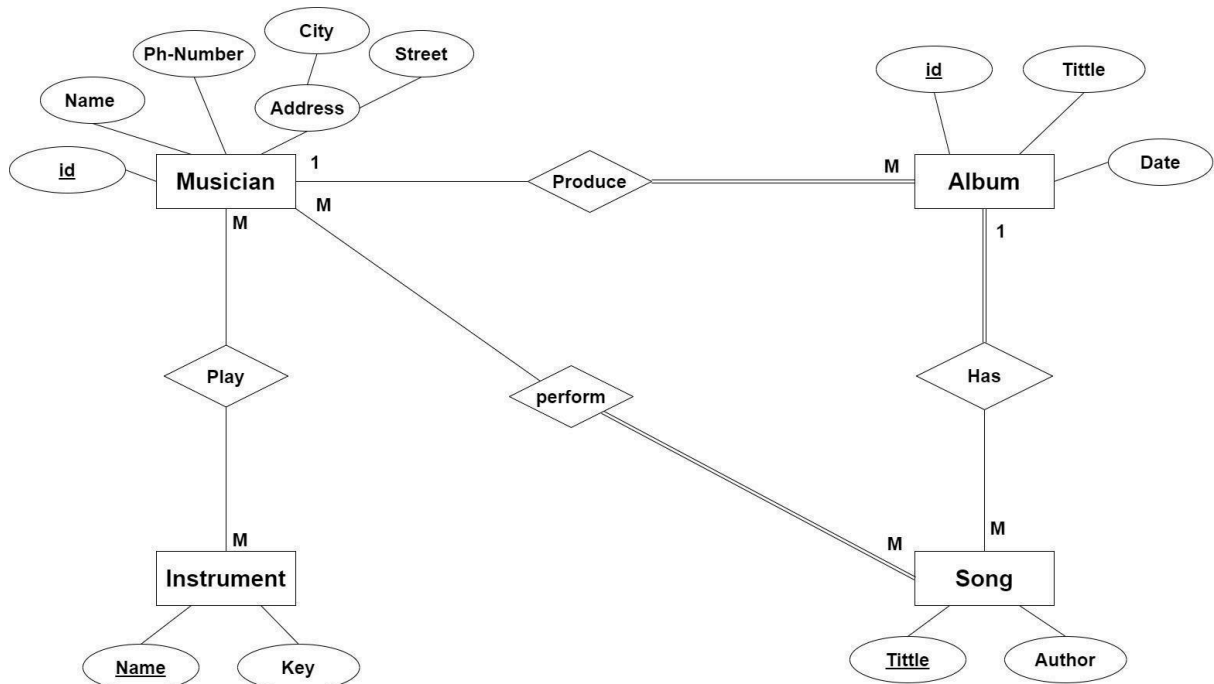 City
Ph-Number
Street
id
Tittle
Name
Address
id
Date
1
M
Musician
Produce
Album
M
M
1
Play
perform
Has
M
M
M
Instrument
Song
Name
Key
Tittle
Author